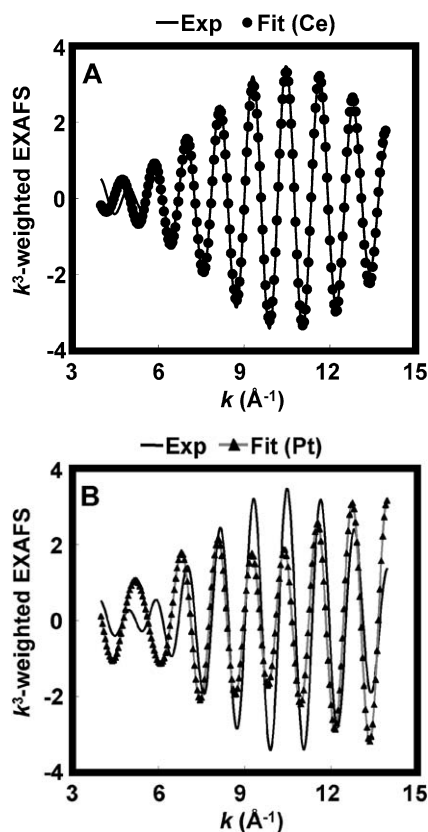 Exp Fit (Ce)
A
4
2
0
-2
-4
k³-weighted EXAFS
3 6 9 12 15
k (Å⁻¹)
Exp Fit (Pt)
B
4
2
0
-2
-4
k³-weighted EXAFS
3 6 9 12 15
k (Å⁻¹)